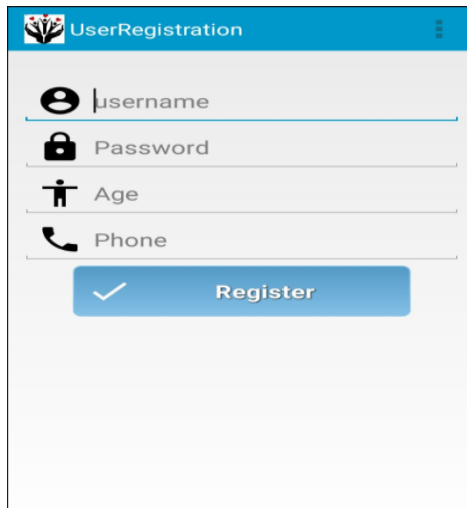 UserRegistration
username
Password
Age
Phone
Register